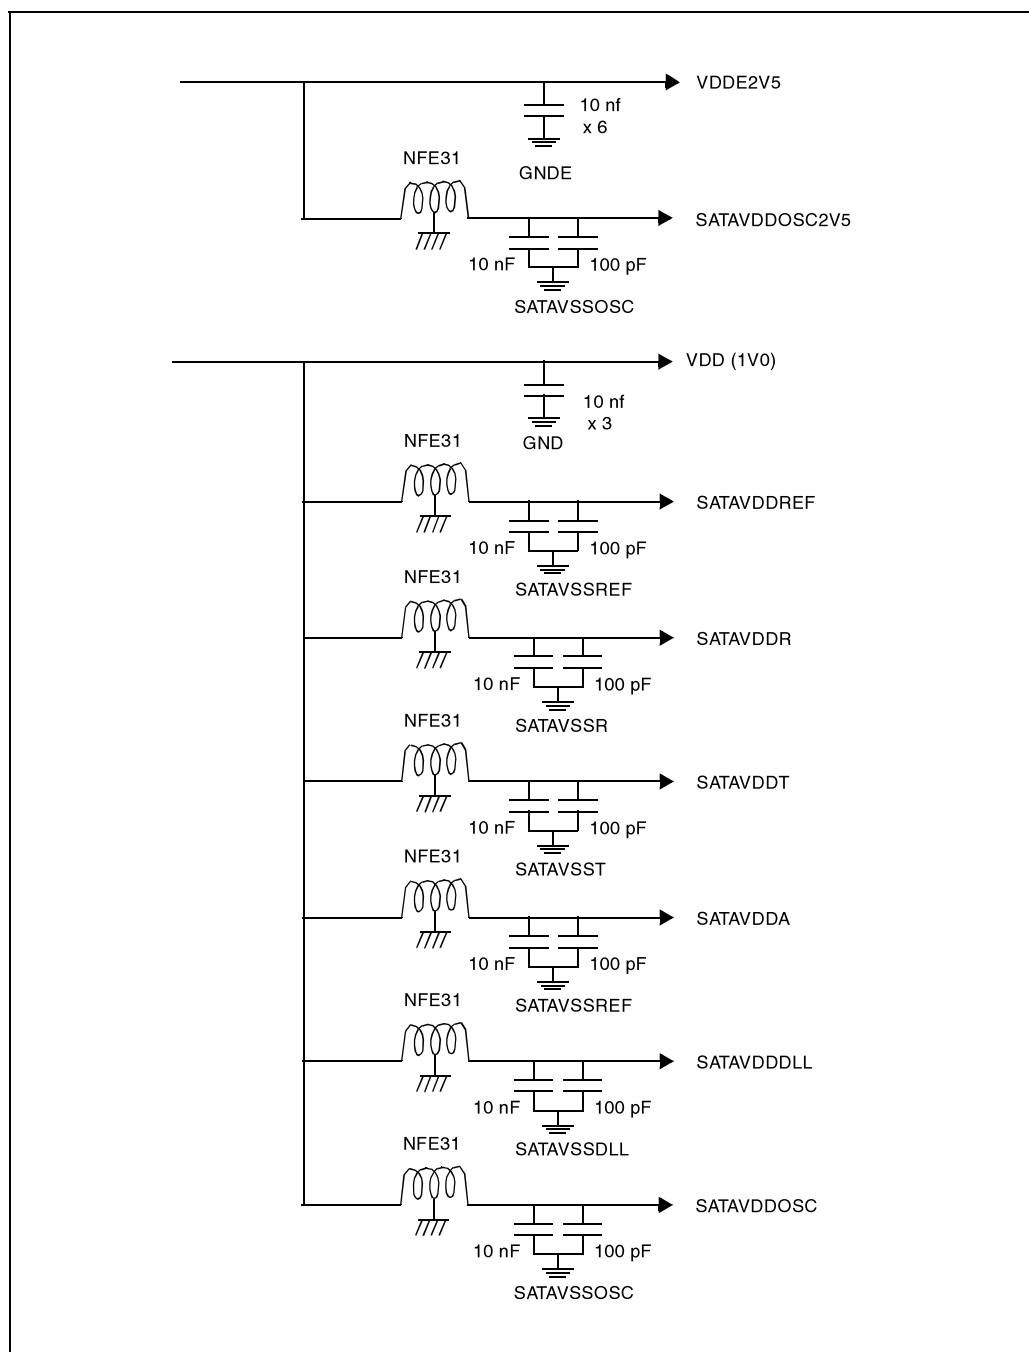 VDDE2V5
10 nf
x 6
GNDE
NFE31
SATAVDDOSC2V5
10 nF 100 pF
SATAVSSOSC
VDD (1V0)
10 nf
x 3
GND
NFE31
SATAVDDREF
10 nF 100 pF
SATAVSSREF
NFE31
SATAVDDR
10 nF 100 pF
SATAVSSR
NFE31
SATAVDDT
10 nF 100 pF
SATAVSST
NFE31
SATAVDDA
10 nF 100 pF
SATAVSSREF
NFE31
SATAVDDDLL
10 nF 100 pF
SATAVSSDLL
NFE31
SATAVDDOSC
10 nF 100 pF
SATAVSSOSC